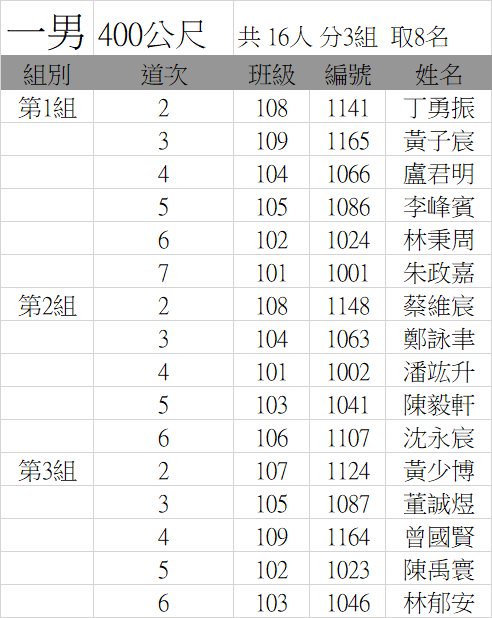 一男 400公尺 共 16人 分3組 取8名
組別 道次 班級 編號 姓名
第1組 2 108 1141 丁勇振
3 109 1165 黃子宸
4 104 1066 盧君明
5 105 1086 李峰賓
6 102 1024 林秉周
7 101 1001 朱政嘉
第2組 2 108 1148 蔡維宸
3 104 1063 鄭詠聿
4 101 1002 潘竑升
5 103 1041 陳毅軒
6 106 1107 沈永宸
第3組 2 107 1124 黃少博
3 105 1087 董誠煜
4 109 1164 曾國賢
5 102 1023 陳禹寰
6 103 1046 林郁安